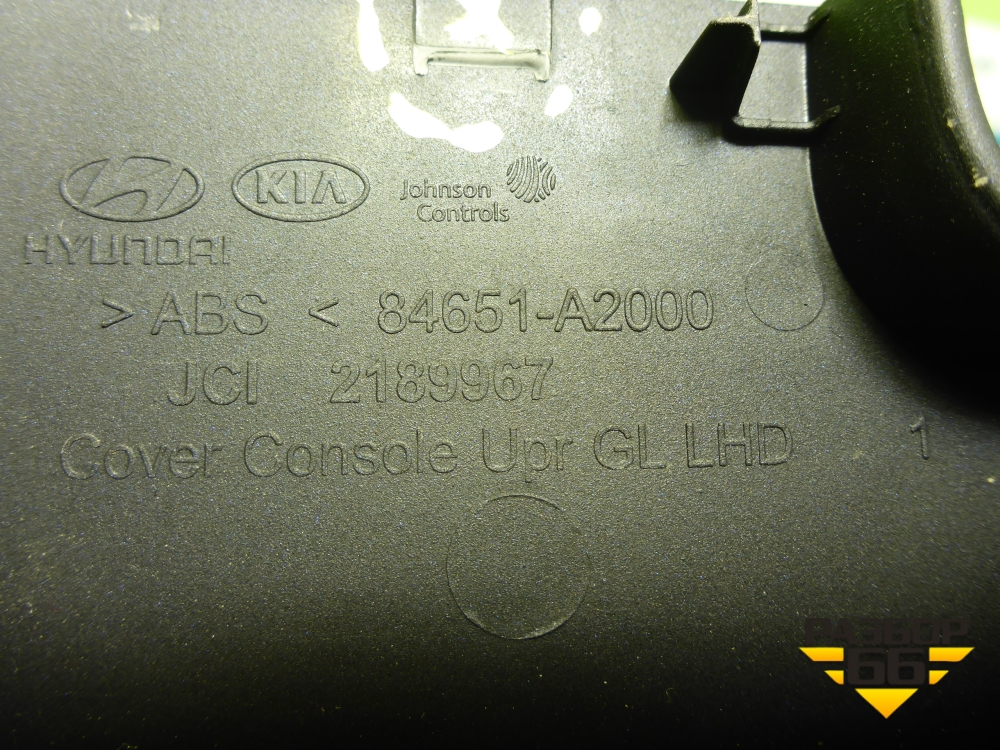 KIA
Johnson
Controls
HYUNDAI
> ABS < 84651-A2000
JCI 2189967
Cover Console Upr GL LHD 1
РАЗБОР
66